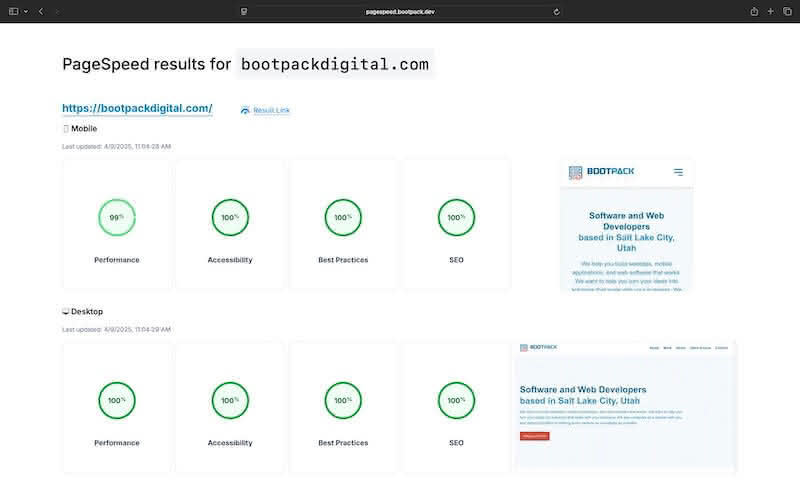 pagespeed.bootpack.dev
PageSpeed results for bootpackdigital.com
https://bootpackdigital.com/ Result Link
Mobile
Last updated: 4/9/2025, 11:04:28 AM
99%
Performance
100%
Accessibility
100%
Best Practices
100%
SEO
BOOTPACK
Software and Web
Developers
based in Salt Lake City,
Utah
We help you build websites, mobile
applications, and web software that works.
We want to help you turn your ideas into
Desktop
Last updated: 4/9/2025, 11:04:29 AM
100%
Performance
100%
Accessibility
100%
Best Practices
100%
SEO
BOOTPACK
Software and Web Developers
based in Salt Lake City, Utah